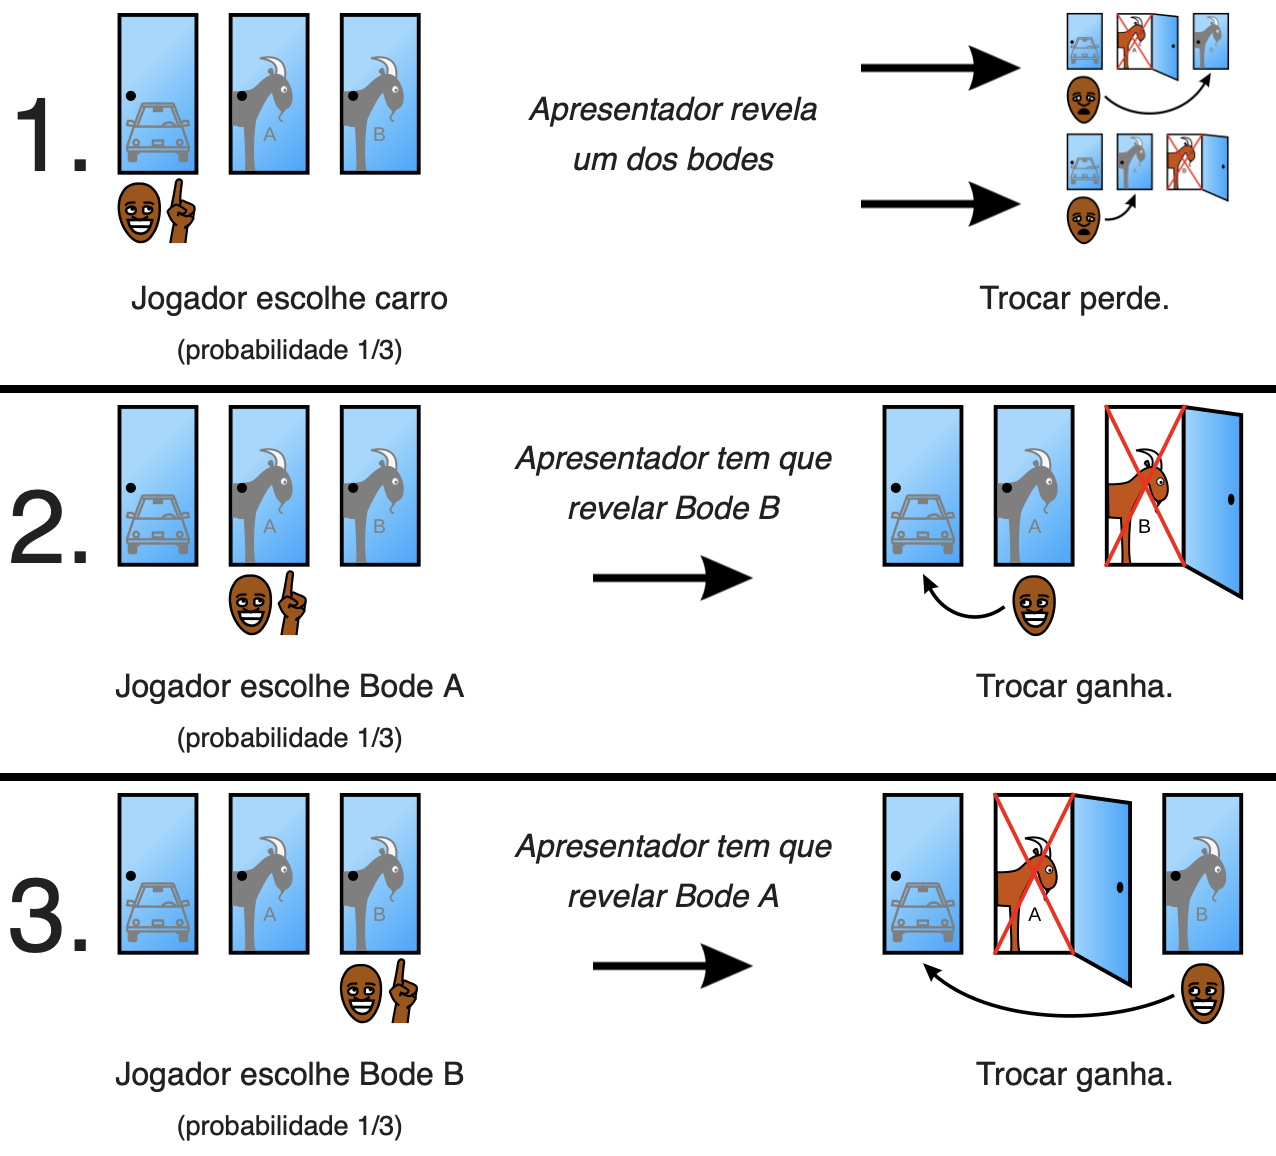 1.
A
B
Apresentador revela
um dos bodes
A
B
A
B
Jogador escolhe carro
(probabilidade 1/3)
Trocar perde.
2.
A
B
Apresentador tem que
revelar Bode B
A
B
Jogador escolhe Bode A
(probabilidade 1/3)
Trocar ganha.
3.
A
B
Apresentador tem que
revelar Bode A
A
B
Jogador escolhe Bode B
(probabilidade 1/3)
Trocar ganha.